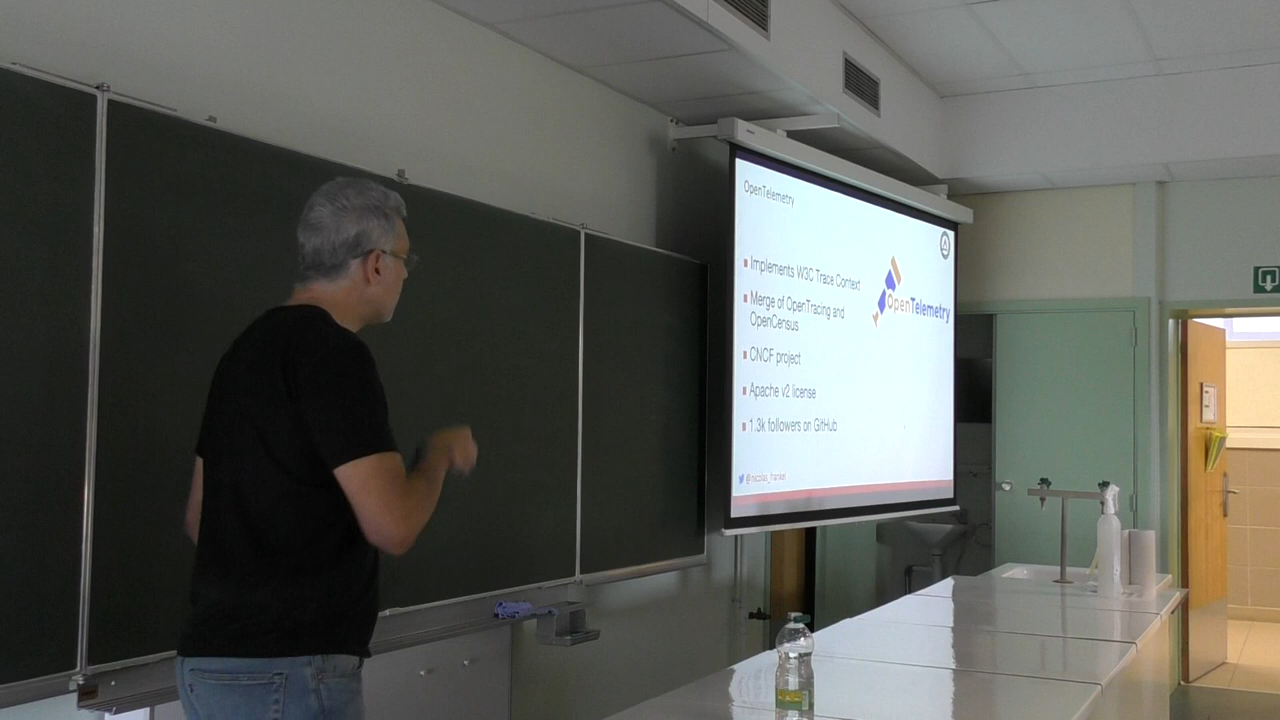 OpenTelemetry
Implements W3C Trace Context
Merge of OpenTracing and
OpenCensus
CNCF project
Apache v2 license
1.3k followers on GitHub
OpenTelemetry
@nicolas_frankel